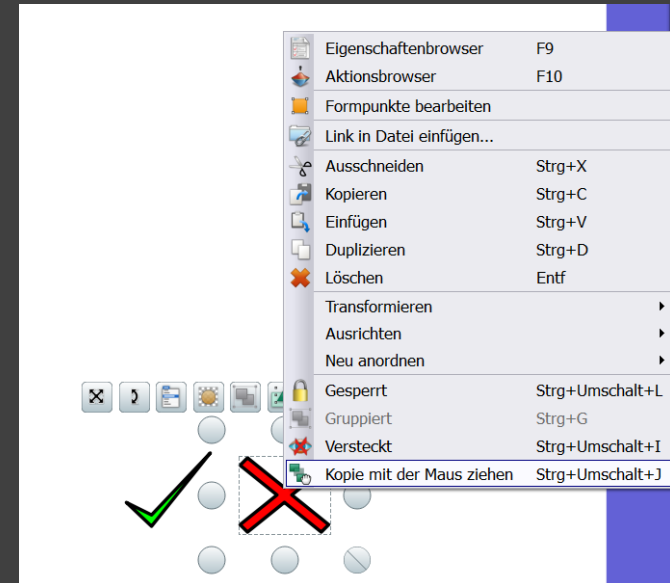 Eigenschaftenbrowser F9
Aktionsbrowser F10
Formpunkte bearbeiten
Link in Datei einfügen...
Ausschneiden Strg+X
Kopieren Strg+C
Einfügen Strg+V
Duplizieren Strg+D
Löschen Entf
Transformieren
Ausrichten
Neu anordnen
Gesperrt Strg+Umschalt+L
Gruppiert Strg+G
Versteckt Strg+Umschalt+I
Kopie mit der Maus ziehen Strg+Umschalt+J